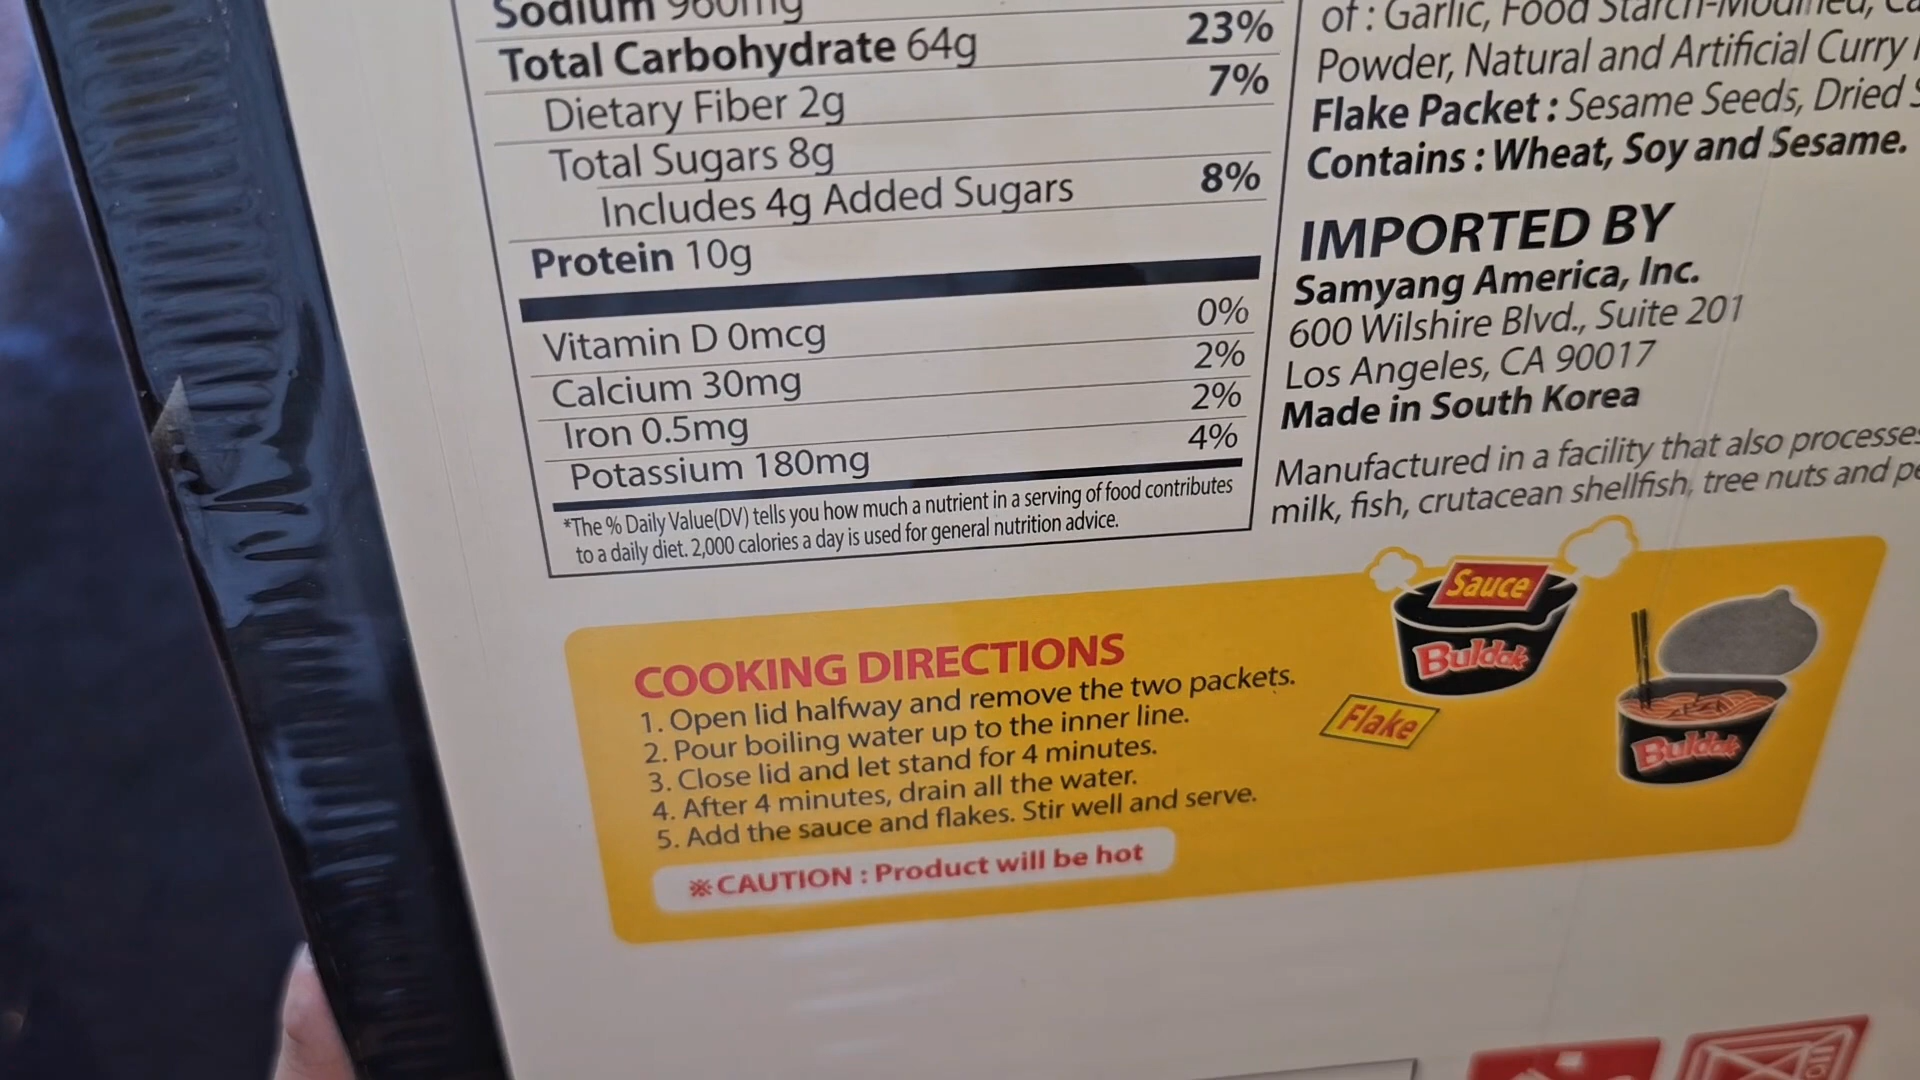 Sodium 960mg
Total Carbohydrate 64g 23%
Dietary Fiber 2g 7%
Total Sugars 8g
Includes 4g Added Sugars 8%
Protein 10g
Vitamin D 0mcg 0%
Calcium 30mg 2%
Iron 0.5mg 2%
Potassium 180mg 4%
*The % Daily Value(DV) tells you how much a nutrient in a serving of food contributes
to a daily diet. 2,000 calories a day is used for general nutrition advice.
of : Garlic, Food Starch-Modified,
Powder, Natural and Artificial Curry
Flake Packet : Sesame Seeds, Dried
Contains : Wheat, Soy and Sesame.
IMPORTED BY
Samyang America, Inc.
600 Wilshire Blvd., Suite 201
Los Angeles, CA 90017
Made in South Korea
Manufactured in a facility that also processes
milk, fish, crutacean shellfish, tree nuts and
COOKING DIRECTIONS
1. Open lid halfway and remove the two packets.
2. Pour boiling water up to the inner line.
3. Close lid and let stand for 4 minutes.
4. After 4 minutes, drain all the water.
5. Add the sauce and flakes. Stir well and serve.
※ CAUTION : Product will be hot
Sauce
Buldak
Flake
Buldak